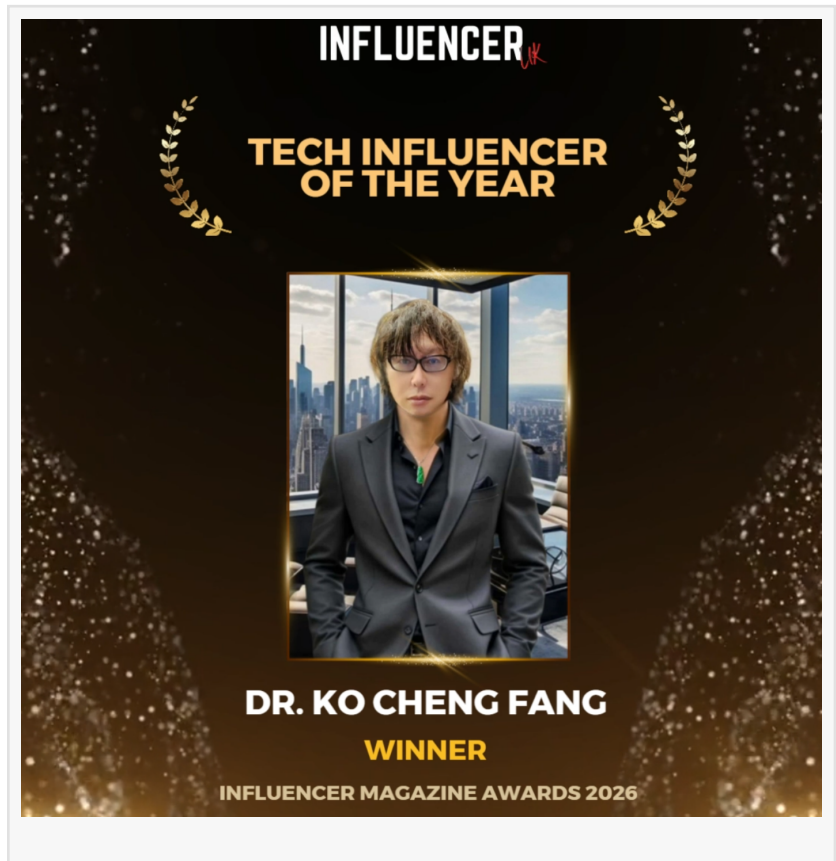 INFLUENCER UK
TECH INFLUENCER
OF THE YEAR
DR. KO CHENG FANG
WINNER
INFLUENCER MAGAZINE AWARDS 2026